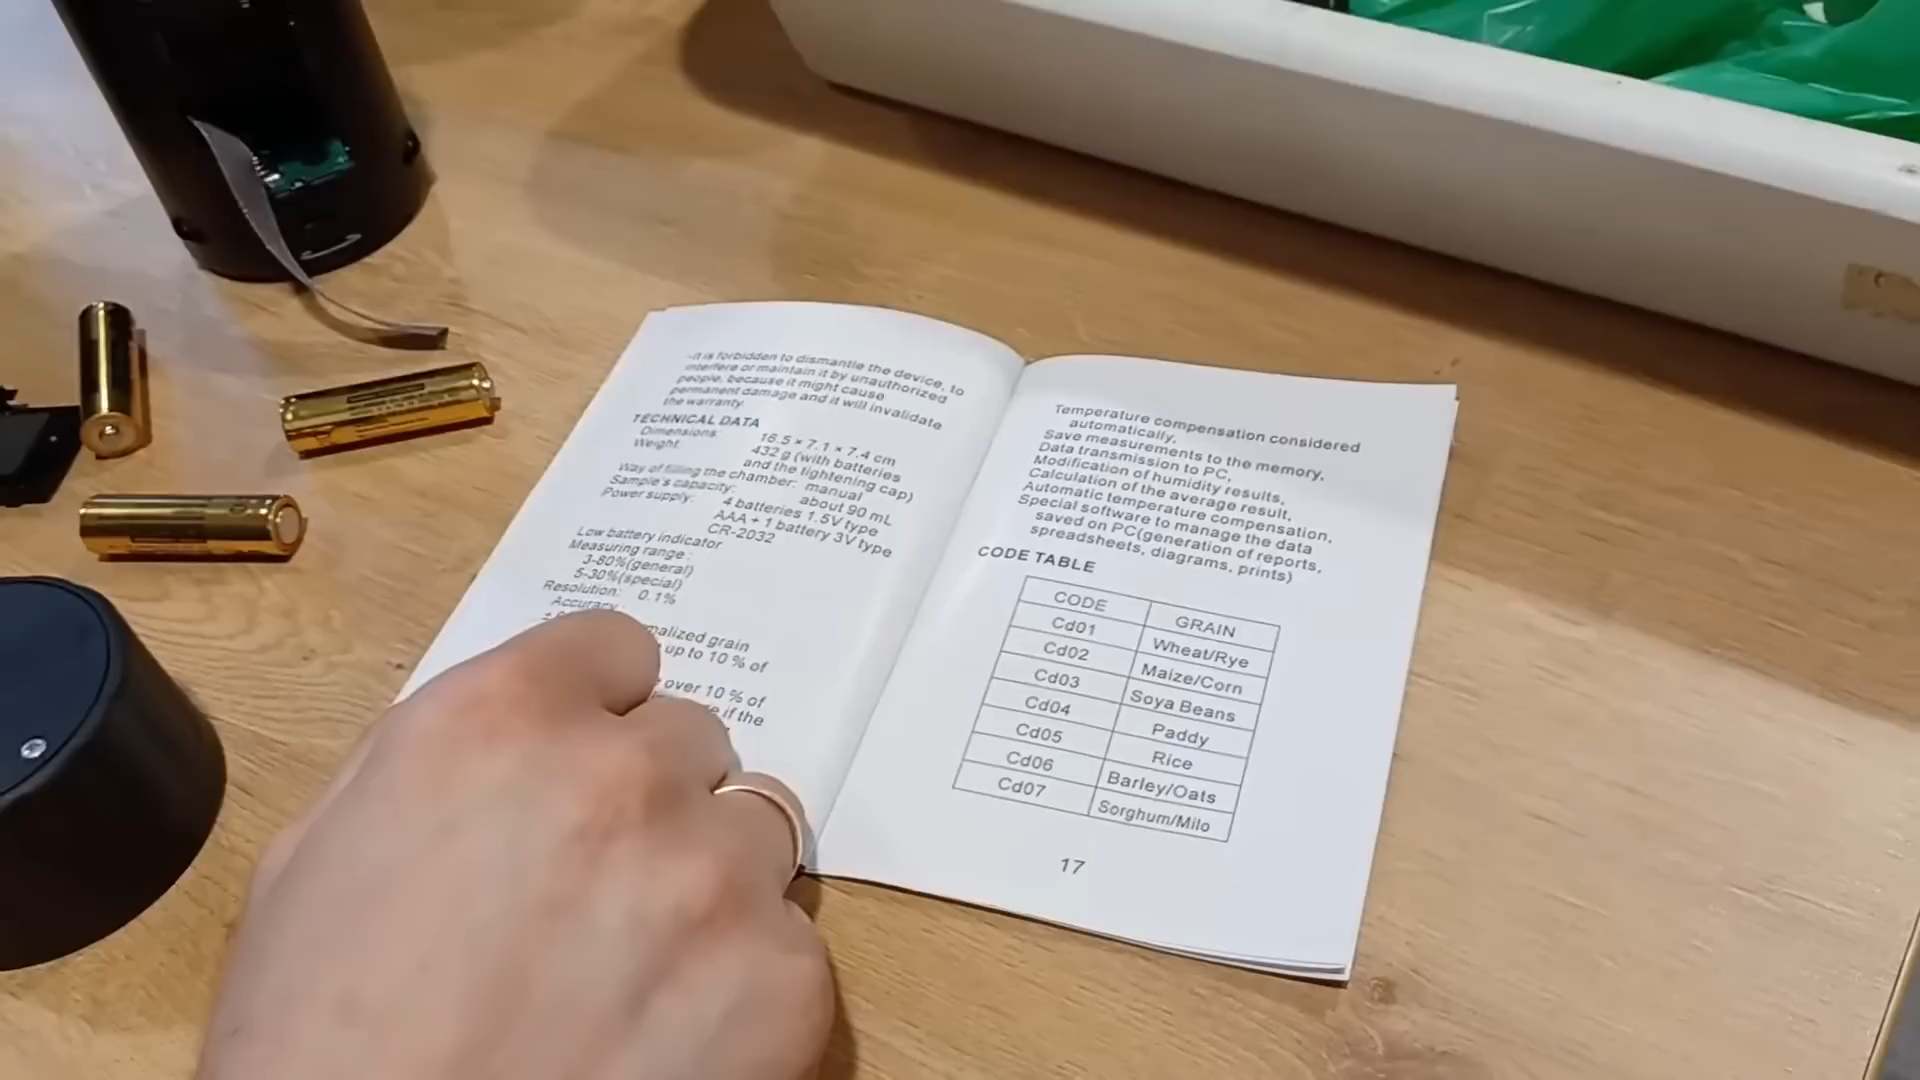 -it is forbidden to dismantle the device, to
interfere or maintain it by unauthorized
people, because it might cause
permanent damage and it will invalidate
the warranty
TECHNICAL DATA
Dimensions: 16.5 × 7.1 × 7.4 cm
Weight: 432 g (with batteries
and the tightening cap)
Way of filling the chamber: manual
Sample's capacity: about 90 mL
Power supply: 4 batteries 1.5V type
AAA + 1 battery 3V type
CR-2032
Low battery indicator
Measuring range :
3-80%(general)
5-30%(special)
Resolution: 0.1%
Accuracy :
grain
up to 10 % of
over 10 % of
if the
Temperature compensation considered
automatically,
Save measurements to the memory,
Data transmission to PC,
Modification of humidity results,
Calculation of the average result,
Automatic temperature compensation,
Special software to manage the data
saved on PC(generation of reports,
spreadsheets, diagrams, prints)
CODE TABLE
CODE GRAIN
Cd01 Wheat/Rye
Cd02 Maize/Corn
Cd03 Soya Beans
Cd04 Paddy
Cd05 Rice
Cd06 Barley/Oats
Cd07 Sorghum/Milo
17